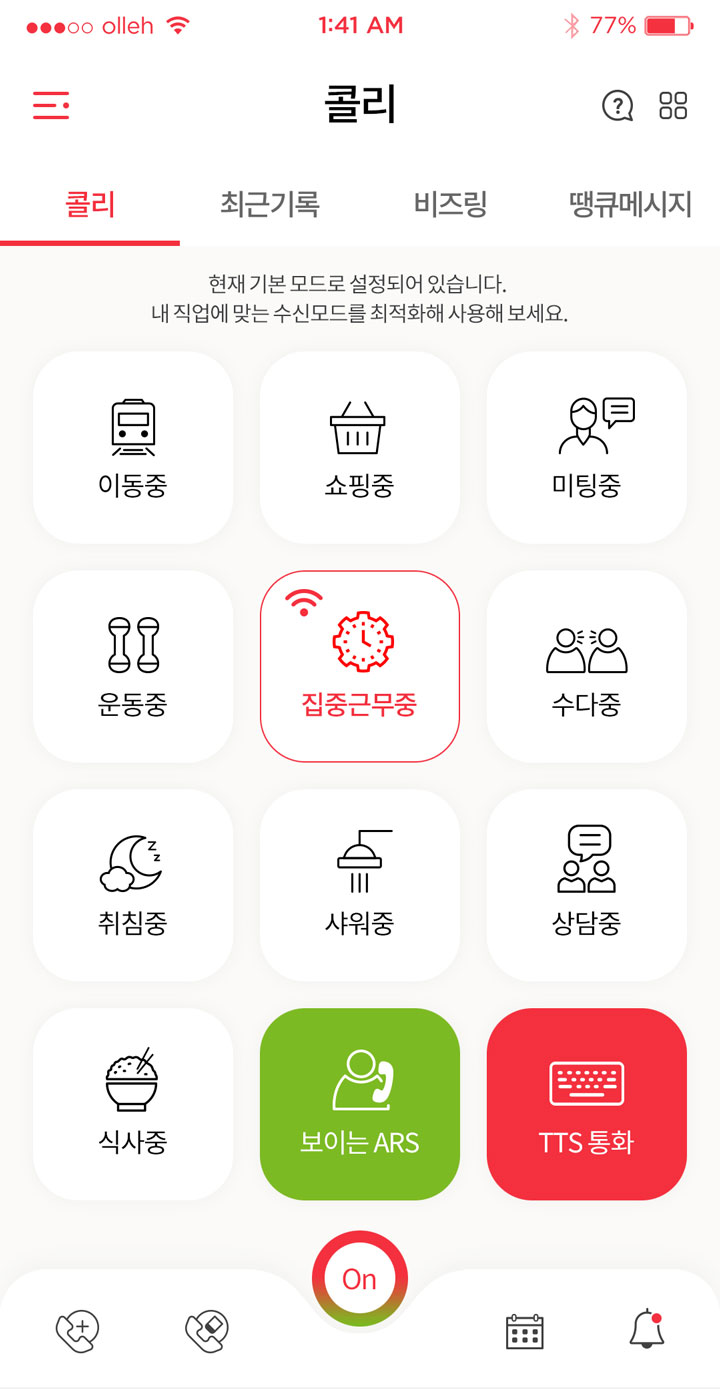 olleh 1:41 AM 77%
콜리
콜리 최근기록 비즈링 땡큐메시지
현재 기본 모드로 설정되어 있습니다.
내 직업에 맞는 수신모드를 최적화해 사용해 보세요.
이동중 쇼핑중 미팅중
운동중 집중근무중 수다중
z
z
취침중 샤워중 상담중
식사중 보이는 ARS TTS 통화
On